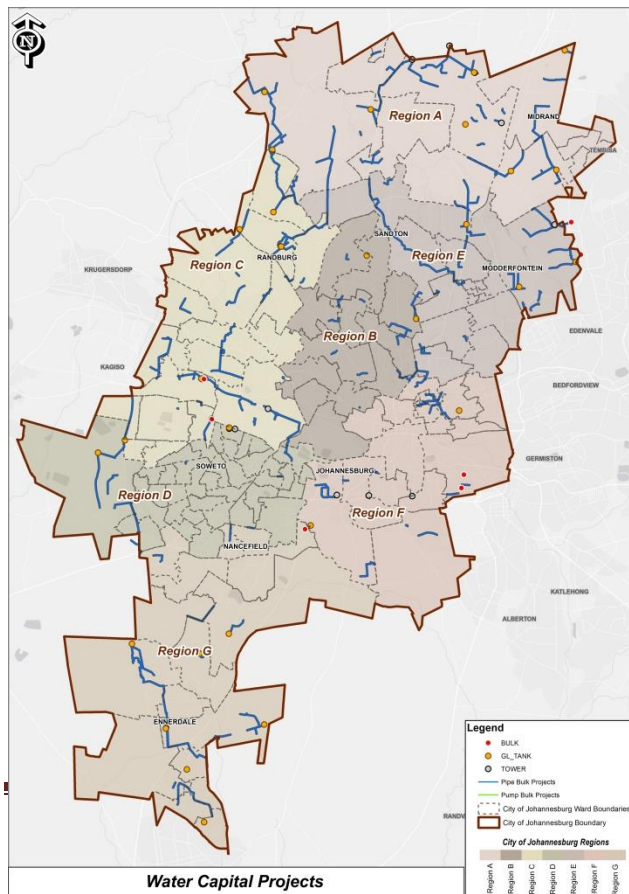 N
Region A
MIDRAND
TEMBISA
SANDTON
Region E
RANDBURG
Region C
MODDERFONTEIN
KRUGERSDORP
EDENVALE
Region B
KAGISO
BEDFORDVIEW
GERMISTON
SOWETO
JOHANNESBURG
Region D
Region F
NANCEFIELD
KATLEHONG
ALBERTON
Region G
ENNERDALE
RANDV
Legend
BULK
GL_TANK
TOWER
Pipe Bulk Projects
Pump Bulk Projects
City of Johannesburg Ward Boundaries
City of Johannesburg Boundary
City of Johannesburg Regions
Region A
Region B
Region C
Region D
Region E
Region F
Region G
Water Capital Projects